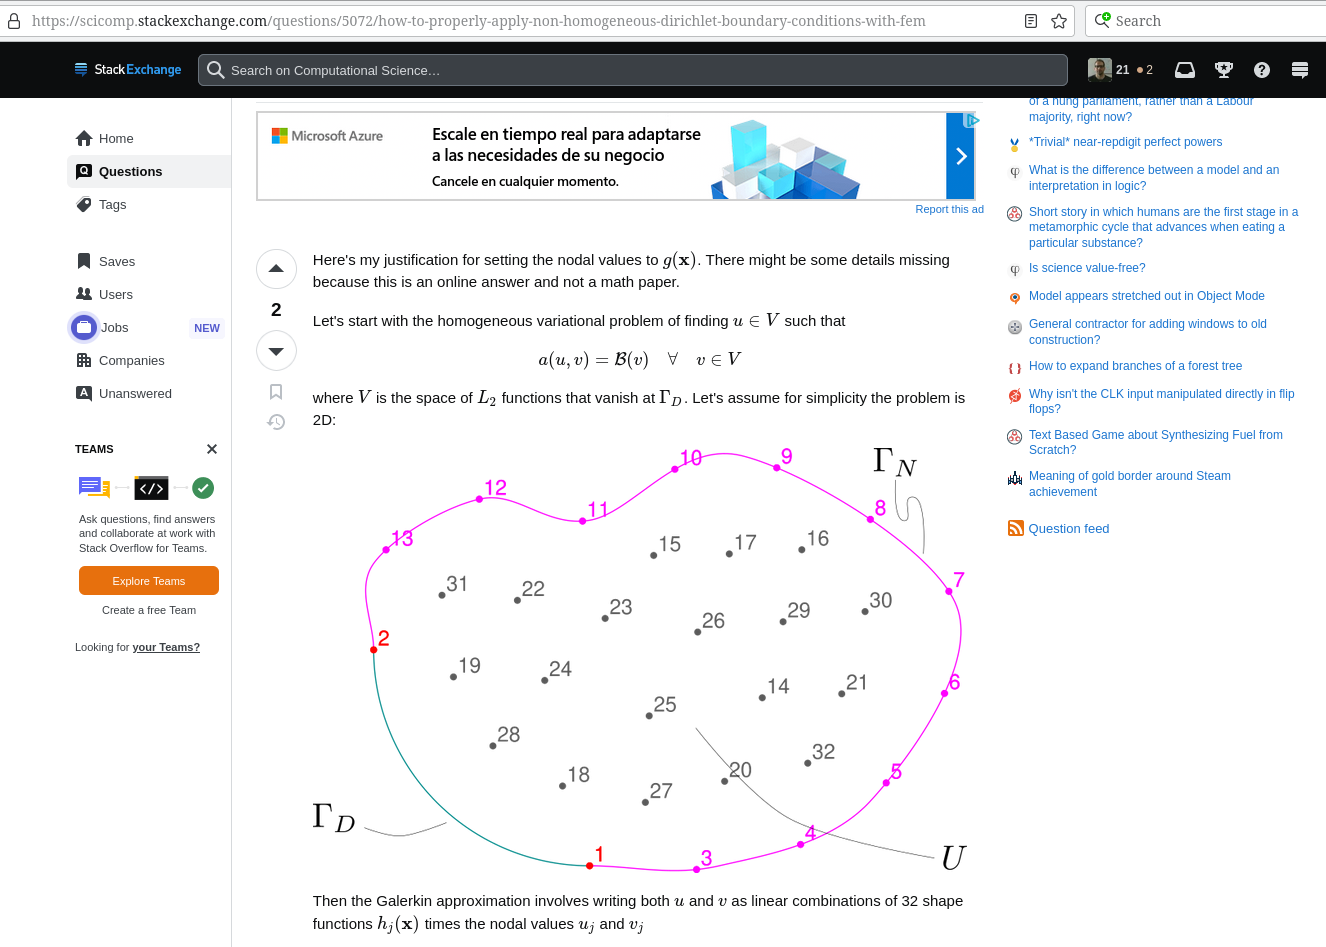 https://scicomp.stackexchange.com/questions/5072/how-to-properly-apply-non-homogeneous-dirichlet-boundary-conditions-with-fem
Search
StackExchange
Search on Computational Science…
21 • 2
Home
Questions
Tags
Saves
Users
Jobs NEW
Companies
Unanswered
TEAMS
Ask questions, find answers
and collaborate at work with
Stack Overflow for Teams.
Explore Teams
Create a free Team
Looking for your Teams?
Microsoft Azure
Escale en tiempo real para adaptarse
a las necesidades de su negocio
Cancele en cualquier momento.
Report this ad
2
Here's my justification for setting the nodal values to g(x). There might be some details missing
because this is an online answer and not a math paper.
Let's start with the homogeneous variational problem of finding u ∈ V such that
a(u, v) = ℬ(v) ∀ v ∈ V
where V is the space of L₂ functions that vanish at Γ_D. Let's assume for simplicity the problem is
2D:
10
9
Γ_N
12
11
8
13
15
17
16
7
31
22
23
26
29
30
2
19
24
25
14
21
6
28
18
27
20
32
5
Γ_D
1
3
4
U
Then the Galerkin approximation involves writing both u and v as linear combinations of 32 shape
functions h_j(x) times the nodal values u_j and v_j
of a hung parliament, rather than a Labour
majority, right now?
*Trivial* near-repdigit perfect powers
What is the difference between a model and an
interpretation in logic?
Short story in which humans are the first stage in a
metamorphic cycle that advances when eating a
particular substance?
Is science value-free?
Model appears stretched out in Object Mode
General contractor for adding windows to old
construction?
How to expand branches of a forest tree
Why isn't the CLK input manipulated directly in flip
flops?
Text Based Game about Synthesizing Fuel from
Scratch?
Meaning of gold border around Steam
achievement
Question feed